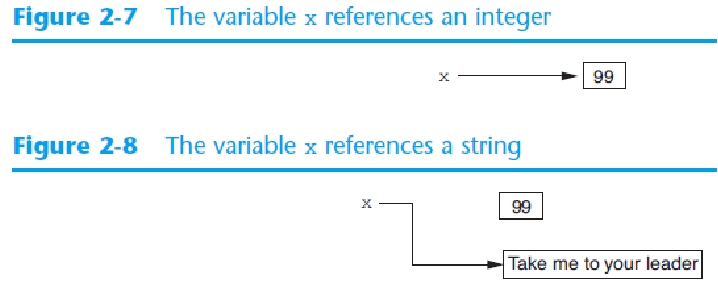 Figure 2-7 The variable x references an integer
x 99
Figure 2-8 The variable x references a string
x 99
Take me to your leader